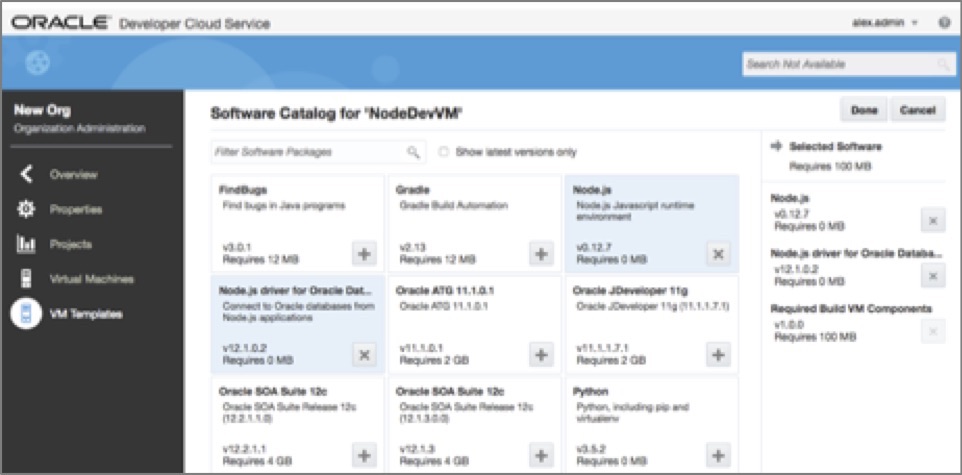 ORACLE Developer Cloud Service
alex.admin
Search Not Available
New Org
Organization Administration
Overview
Properties
Projects
Virtual Machines
VM Templates
Software Catalog for 'NodeDevVM'
Done
Cancel
Filter Software Packages
Show latest versions only
FindBugs
Find bugs in Java programs
v3.0.1
Requires 12 MB
Gradle
Gradle Build Automation
v2.13
Requires 12 MB
Node.js
Node.js Javascript runtime
environment
v0.12.7
Requires 0 MB
Node.js driver for Oracle Dat...
Connect to Oracle databases from
Node.js applications
v12.1.0.2
Requires 0 MB
Oracle ATG 11.1.0.1
Oracle ATG 11.1.0.1
v11.1.0.1
Requires 2 GB
Oracle JDeveloper 11g
Oracle JDeveloper 11g (11.1.1.7.1)
v11.1.1.7.1
Requires 2 GB
Oracle SOA Suite 12c
Oracle SOA Suite Release 12c
(12.2.1.1.0)
v12.2.1.1
Requires 4 GB
Oracle SOA Suite 12c
Oracle SOA Suite Release 12c
(12.1.3.0.0)
v12.1.3
Requires 4 GB
Python
Python, including pip and
virtualenv
v3.5.2
Requires 0 MB
Selected Software
Requires 100 MB
Node.js
v0.12.7
Requires 0 MB
Node.js driver for Oracle Databa...
v12.1.0.2
Requires 0 MB
Required Build VM Components
v1.0.0
Requires 100 MB